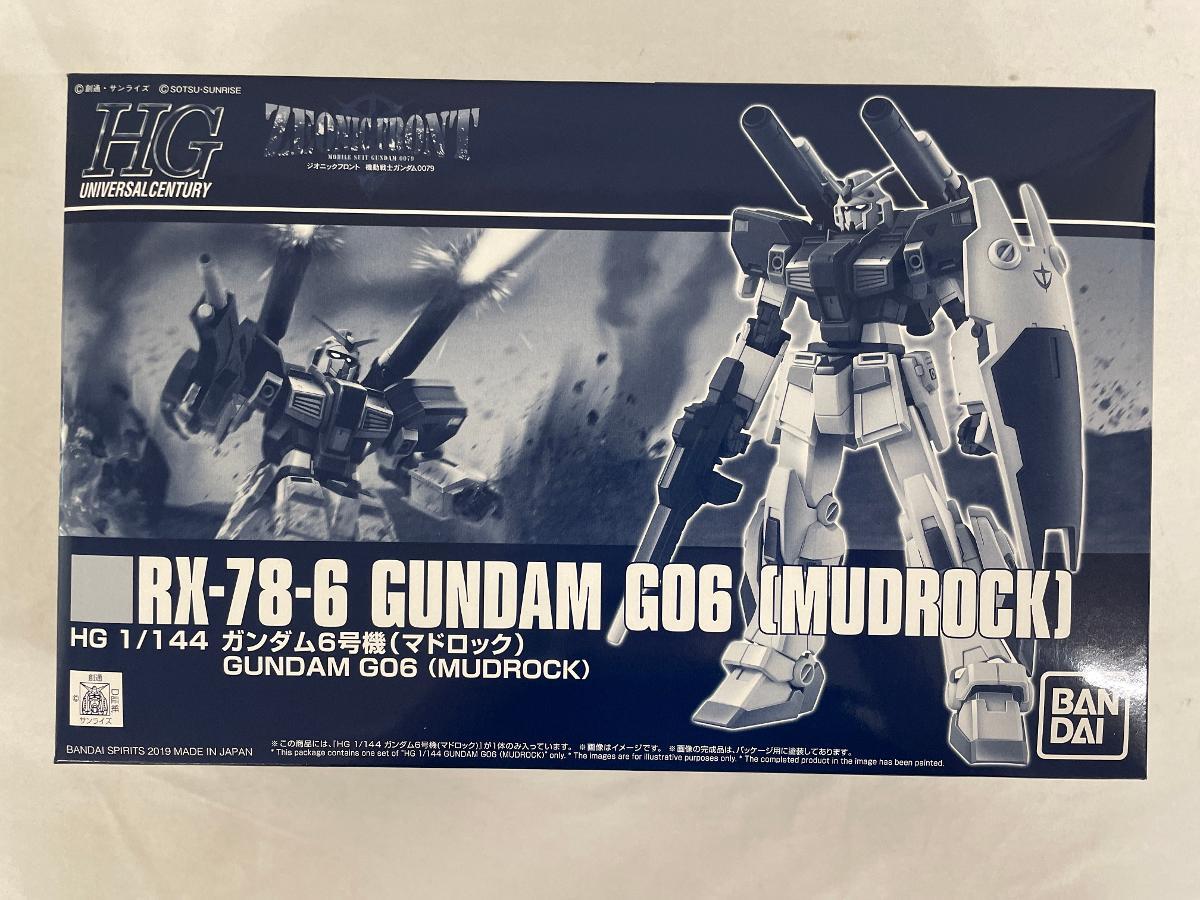 ©創通・サンライズ ©SOTSU・SUNRISE
HG
UNIVERSAL CENTURY
ZEONIC FRONT
MOBILE SUIT GUNDAM 0079
ジオニックフロント 機動戦士ガンダム0079
RX-78-6 GUNDAM G06 [MUDROCK]
HG 1/144 ガンダム6号機(マドロック)
GUNDAM G06 (MUDROCK)
創通
©
サンライズ
BAN
DAI
BANDAI SPIRITS 2019 MADE IN JAPAN
※この商品には、「HG 1/144 ガンダム6号機(マドロック)」が1体のみ入っています。 ※画像はイメージです。 ※画像の完成品は、パッケージ用に塗装してあります。
* This package contains one set of "HG 1/144 GUNDAM G06 (MUDROCK)" only. * The images are for illustrative purposes only. * The completed product in the image has been painted.